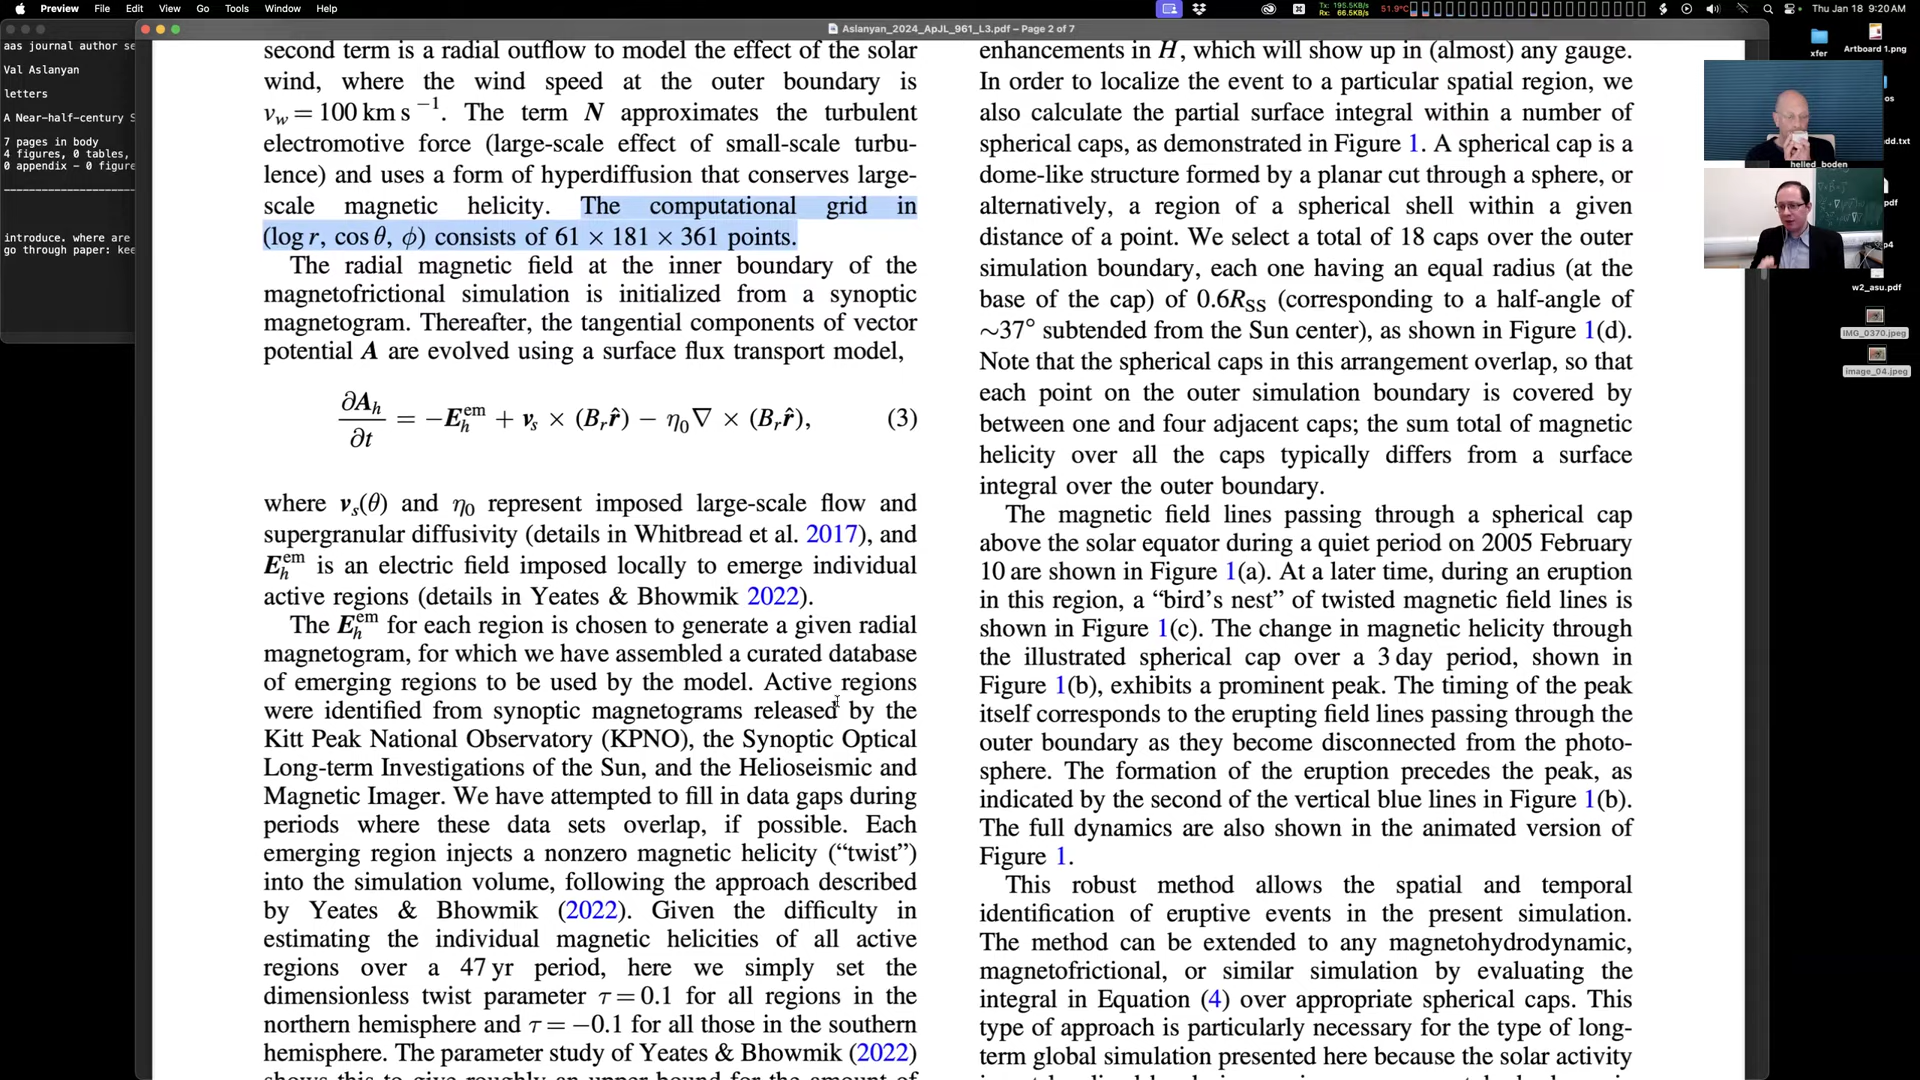 Preview File Edit View Go Tools Window Help
Tx: 195.5KB/s
Rx: 66.5KB/s
51.9°C
Thu Jan 18 9:20 AM
Aslanyan_2024_ApJL_961_L3.pdf – Page 2 of 7
aas journal author se
Val Aslanyan
letters
A Near-half-century S
7 pages in body
4 figures, 0 tables,
0 appendix - 0 figure
introduce. where are
go through paper: kee
second term is a radial outflow to model the effect of the solar
wind, where the wind speed at the outer boundary is
v_w = 100 km s⁻¹. The term N approximates the turbulent
electromotive force (large-scale effect of small-scale turbu-
lence) and uses a form of hyperdiffusion that conserves large-
scale magnetic helicity. The computational grid in
(log r, cos θ, ϕ) consists of 61 × 181 × 361 points.
The radial magnetic field at the inner boundary of the
magnetofrictional simulation is initialized from a synoptic
magnetogram. Thereafter, the tangential components of vector
potential A are evolved using a surface flux transport model,
∂A_h/∂t = −E_h^em + v_s × (B_r r̂) − η₀∇ × (B_r r̂), (3)
where v_s(θ) and η₀ represent imposed large-scale flow and
supergranular diffusivity (details in Whitbread et al. 2017), and
E_h^em is an electric field imposed locally to emerge individual
active regions (details in Yeates & Bhowmik 2022).
The E_h^em for each region is chosen to generate a given radial
magnetogram, for which we have assembled a curated database
of emerging regions to be used by the model. Active regions
were identified from synoptic magnetograms released by the
Kitt Peak National Observatory (KPNO), the Synoptic Optical
Long-term Investigations of the Sun, and the Helioseismic and
Magnetic Imager. We have attempted to fill in data gaps during
periods where these data sets overlap, if possible. Each
emerging region injects a nonzero magnetic helicity (“twist”)
into the simulation volume, following the approach described
by Yeates & Bhowmik (2022). Given the difficulty in
estimating the individual magnetic helicities of all active
regions over a 47 yr period, here we simply set the
dimensionless twist parameter τ = 0.1 for all regions in the
northern hemisphere and τ = −0.1 for all those in the southern
hemisphere. The parameter study of Yeates & Bhowmik (2022)
shows this to give roughly an upper bound for the amount of
enhancements in H, which will show up in (almost) any gauge.
In order to localize the event to a particular spatial region, we
also calculate the partial surface integral within a number of
spherical caps, as demonstrated in Figure 1. A spherical cap is a
dome-like structure formed by a planar cut through a sphere, or
alternatively, a region of a spherical shell within a given
distance of a point. We select a total of 18 caps over the outer
simulation boundary, each one having an equal radius (at the
base of the cap) of 0.6R_SS (corresponding to a half-angle of
∼37° subtended from the Sun center), as shown in Figure 1(d).
Note that the spherical caps in this arrangement overlap, so that
each point on the outer simulation boundary is covered by
between one and four adjacent caps; the sum total of magnetic
helicity over all the caps typically differs from a surface
integral over the outer boundary.
The magnetic field lines passing through a spherical cap
above the solar equator during a quiet period on 2005 February
10 are shown in Figure 1(a). At a later time, during an eruption
in this region, a “bird’s nest” of twisted magnetic field lines is
shown in Figure 1(c). The change in magnetic helicity through
the illustrated spherical cap over a 3 day period, shown in
Figure 1(b), exhibits a prominent peak. The timing of the peak
itself corresponds to the erupting field lines passing through the
outer boundary as they become disconnected from the photo-
sphere. The formation of the eruption precedes the peak, as
indicated by the second of the vertical blue lines in Figure 1(b).
The full dynamics are also shown in the animated version of
Figure 1.
This robust method allows the spatial and temporal
identification of eruptive events in the present simulation.
The method can be extended to any magnetohydrodynamic,
magnetofrictional, or similar simulation by evaluating the
integral in Equation (4) over appropriate spherical caps. This
type of approach is particularly necessary for the type of long-
term global simulation presented here because the solar activity
xfer
Artboard 1.png
os
helied_boden
dd.txt
pdf
p4
w2_asu.pdf
IMG_0370.jpeg
image_04.jpeg